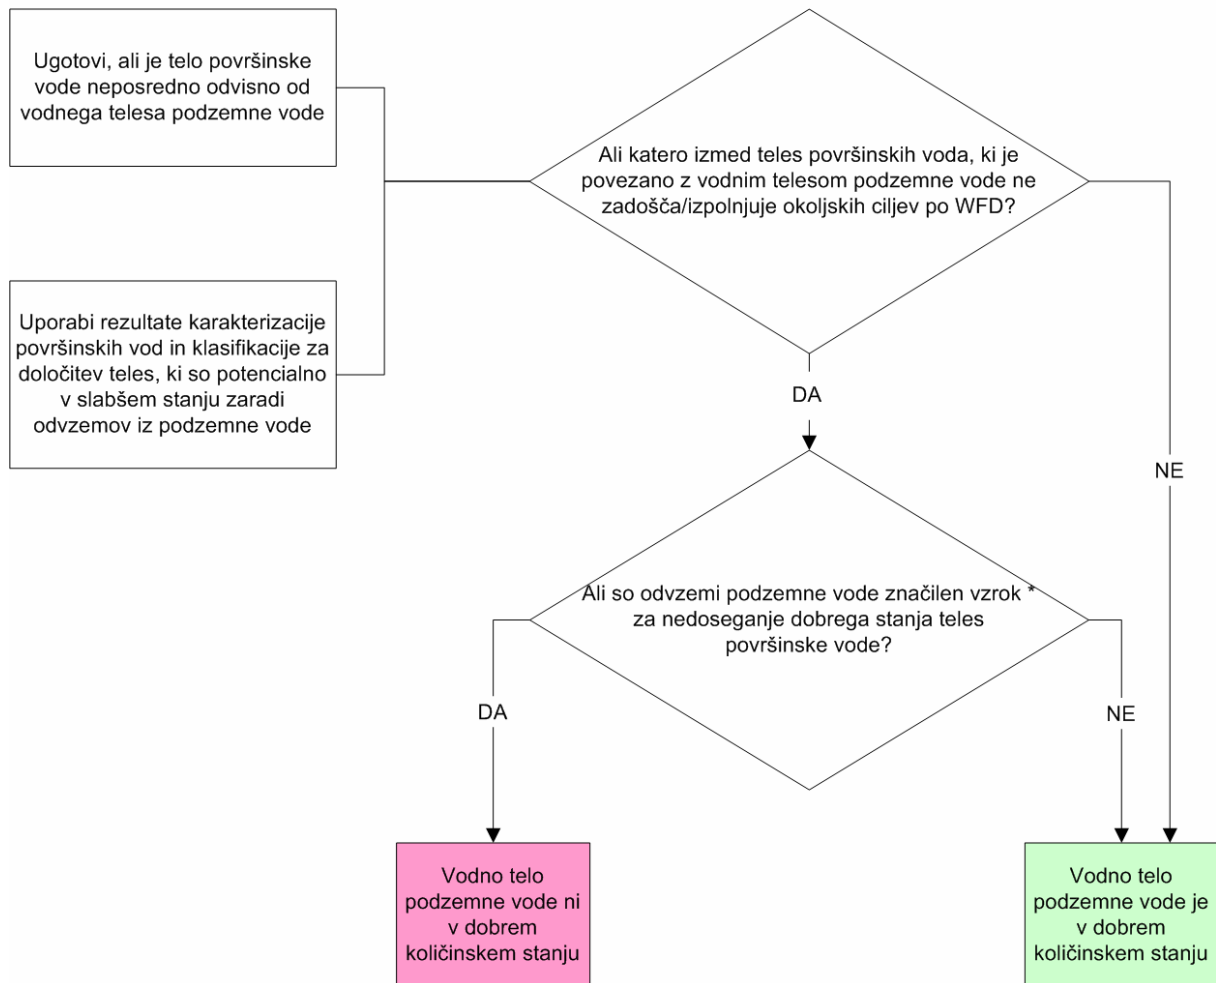 Ugotovi, ali je telo površinske
vode neposredno odvisno od
vodnega telesa podzemne vode
Uporabi rezultate karakterizacije
površinskih vod in klasifikacije za
določitev teles, ki so potencialno
v slabšem stanju zaradi
odvzemov iz podzemne vode
Ali katero izmed teles površinskih voda, ki je
povezano z vodnim telesom podzemne vode ne
zadošča/izpolnjuje okoljskih ciljev po WFD?
DA
NE
Ali so odvzemi podzemne vode značilen vzrok *
za nedoseganje dobrega stanja teles
površinske vode?
DA
NE
Vodno telo
podzemne vode ni
v dobrem
količinskem stanju
Vodno telo
podzemne vode je
v dobrem
količinskem stanju